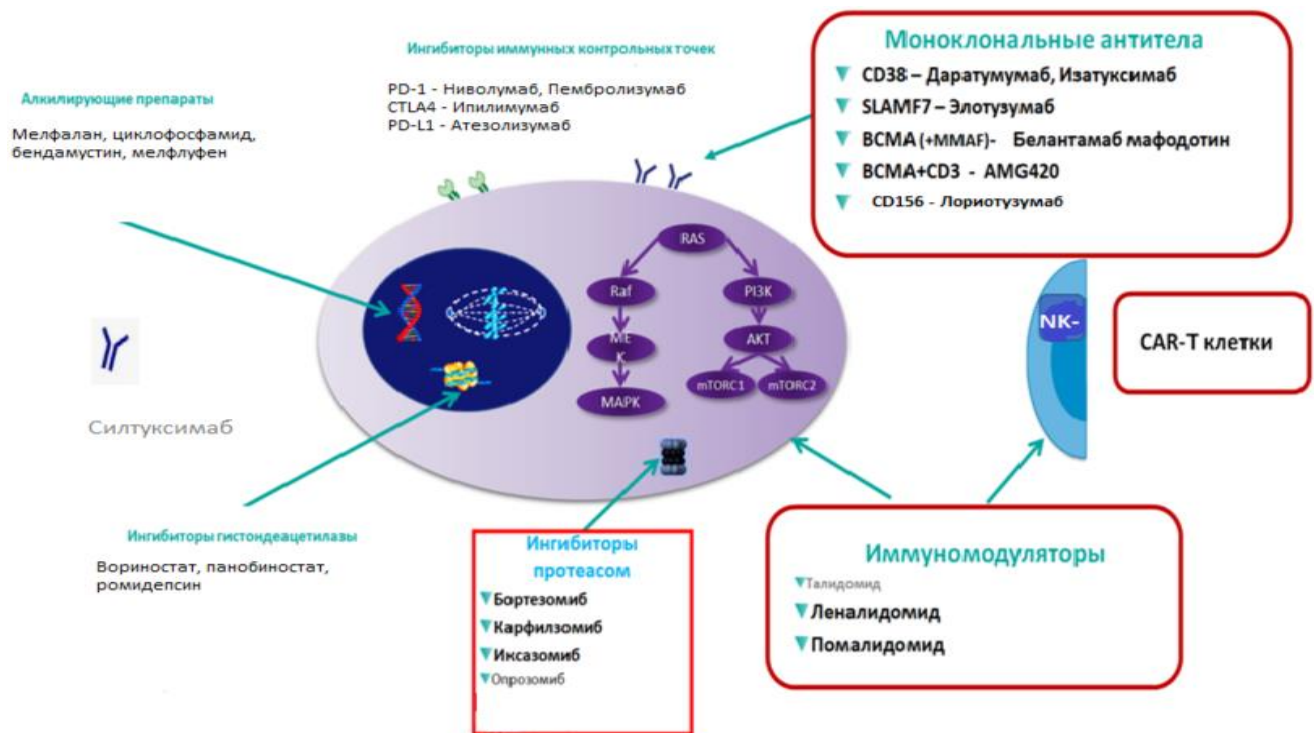 Ингибиторы иммунных контрольных точек
PD-1 - Ниволумаб, Пембролизумаб
CTLA4 - Ипилимумаб
PD-L1 - Атезолизумаб
Моноклональные антитела
CD38 – Даратумумаб, Изатуксимаб
SLAMF7 – Элотузумаб
BCMA (+MMAF)- Белантамаб мафодотин
BCMA+CD3 - AMG420
CD156 - Лориотузумаб
Алкилирующие препараты
Мелфалан, циклофосфамид,
бендамустин, мелфлуфен
RAS
Raf
PI3K
ME
K
AKT
MAPK
mTORC1
mTORC2
NK-
CAR-T клетки
Силтуксимаб
Ингибиторы гистондеацетилазы
Вориностат, панобиностат,
ромидепсин
Ингибиторы
протеасом
Бортезомиб
Карфилзомиб
Иксазомиб
Опрозомиб
Иммуномодуляторы
Талидомид
Леналидомид
Помалидомид